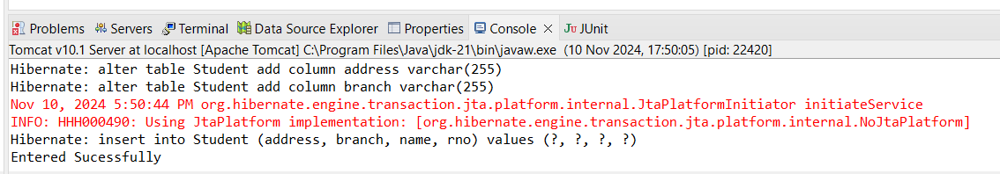 Problems Servers Terminal Data Source Explorer Properties Console JUnit
Tomcat v10.1 Server at localhost [Apache Tomcat] C:\Program Files\Java\jdk-21\bin\javaw.exe (10 Nov 2024, 17:50:05) [pid: 22420]
Hibernate: alter table Student add column address varchar(255)
Hibernate: alter table Student add column branch varchar(255)
Nov 10, 2024 5:50:44 PM org.hibernate.engine.transaction.jta.platform.internal.JtaPlatformInitiator initiateService
INFO: HHH000490: Using JtaPlatform implementation: [org.hibernate.engine.transaction.jta.platform.internal.NoJtaPlatform]
Hibernate: insert into Student (address, branch, name, rno) values (?, ?, ?, ?)
Entered Sucessfully